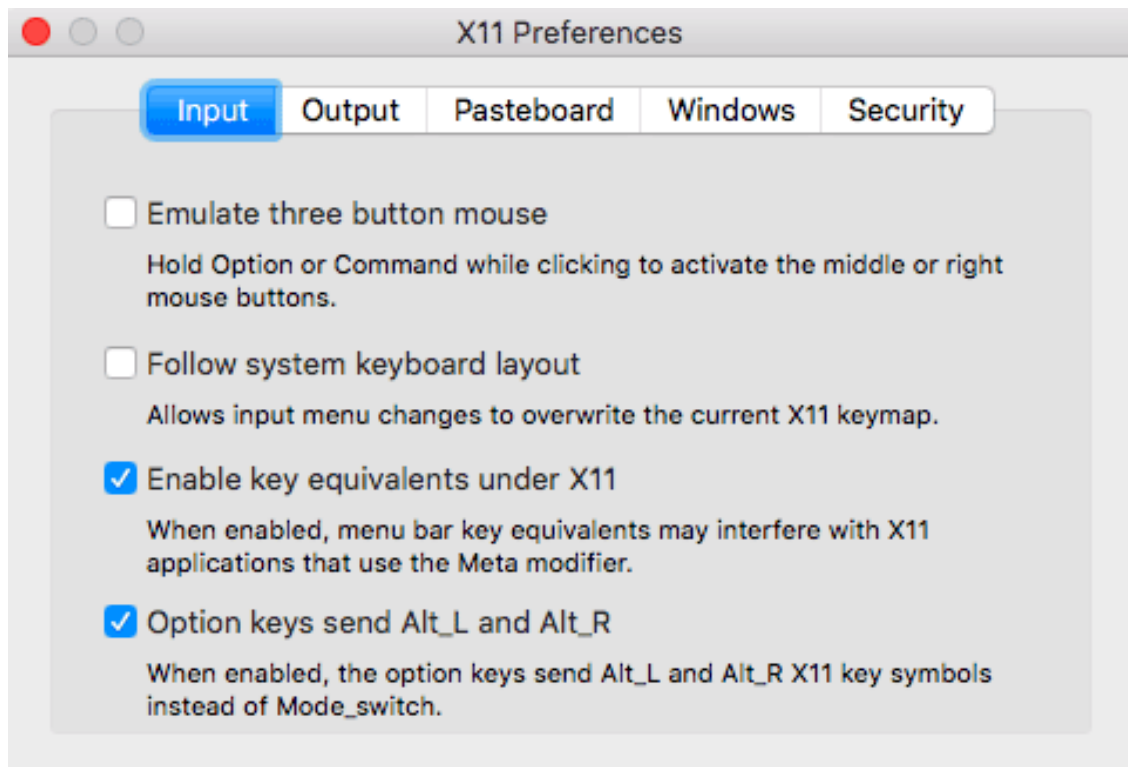 X11 Preferences
Input Output Pasteboard Windows Security
Emulate three button mouse
Hold Option or Command while clicking to activate the middle or right
mouse buttons.
Follow system keyboard layout
Allows input menu changes to overwrite the current X11 keymap.
Enable key equivalents under X11
When enabled, menu bar key equivalents may interfere with X11
applications that use the Meta modifier.
Option keys send Alt_L and Alt_R
When enabled, the option keys send Alt_L and Alt_R X11 key symbols
instead of Mode_switch.